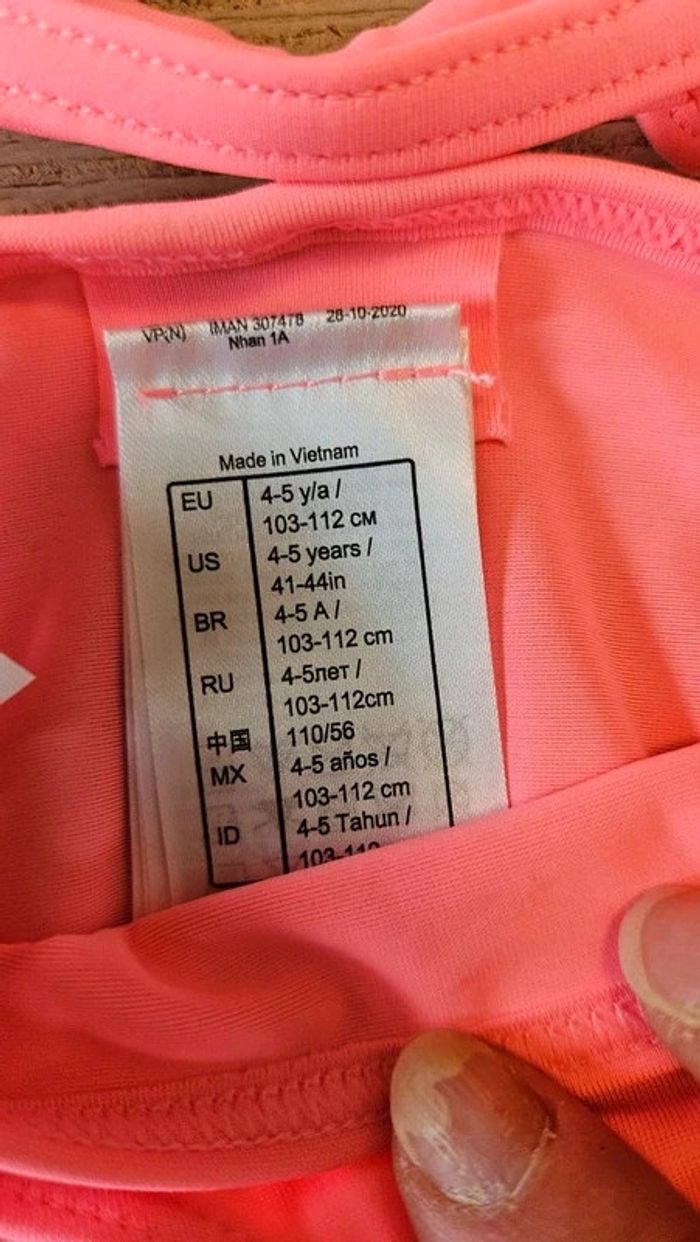 VP(N) IMAN 307478 28-10-2020
Nhan 1A
Made in Vietnam
EU 4-5 y/a /
103-112 см
US 4-5 years /
41-44in
BR 4-5 A /
103-112 cm
RU 4-5лет /
103-112cm
中国 110/56
MX 4-5 años /
103-112 cm
ID 4-5 Tahun /